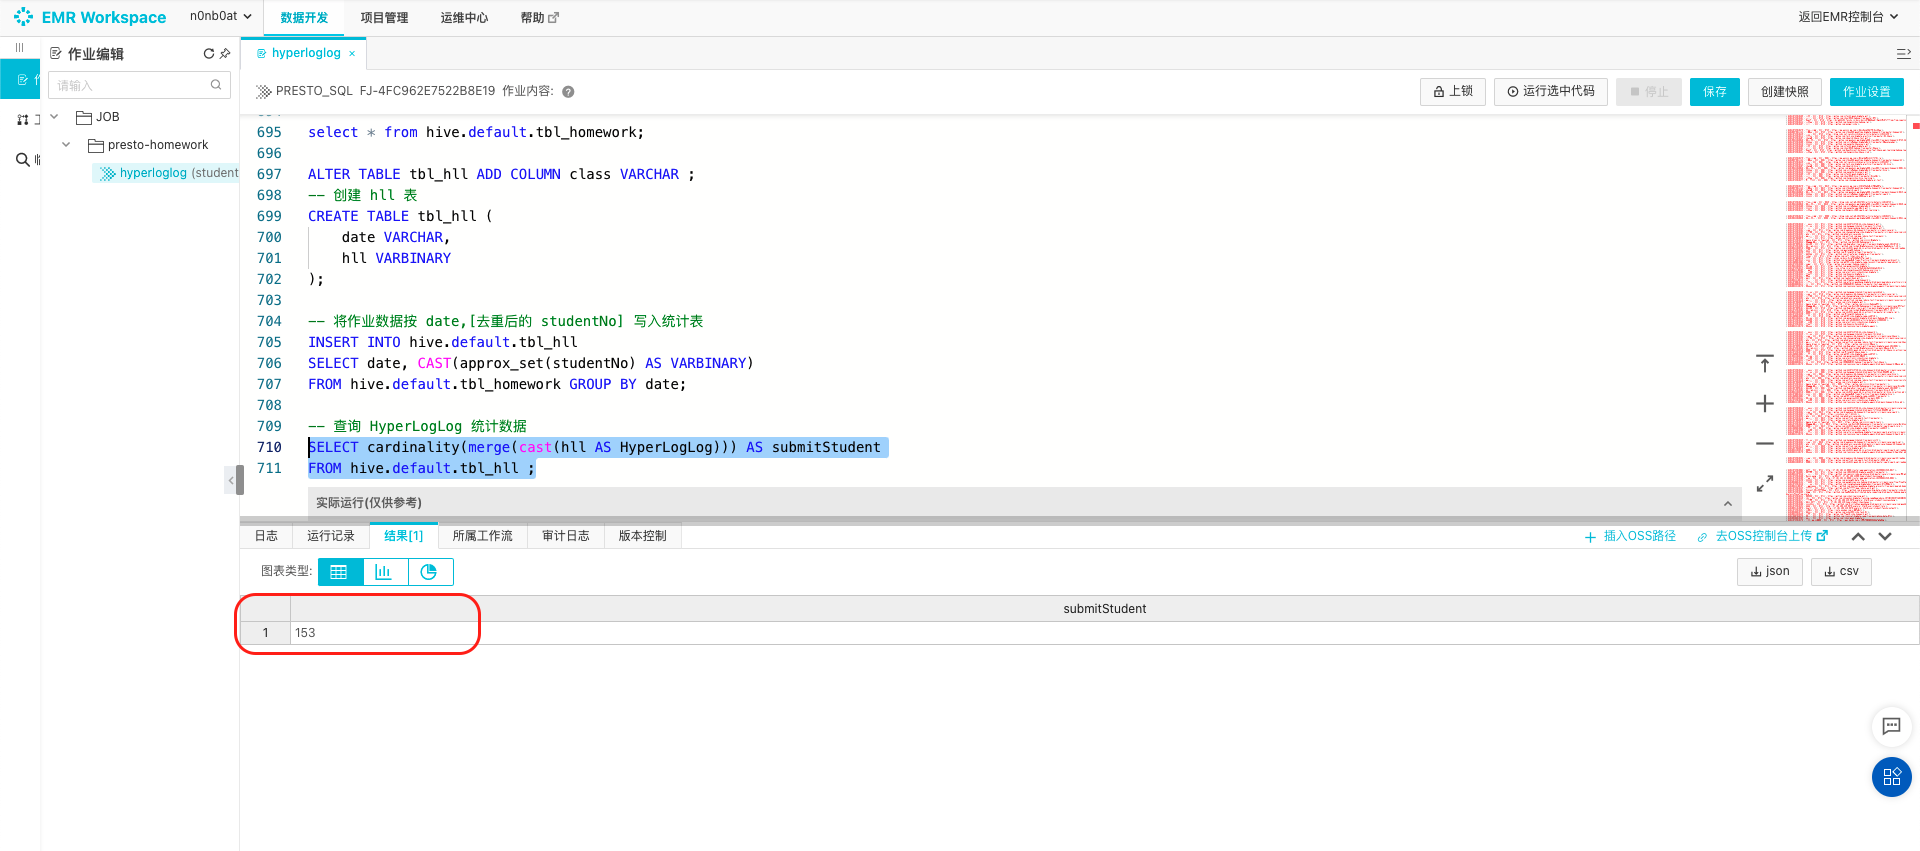 EMR Workspace
n0nb0at
数据开发
项目管理
运维中心
帮助
返回EMR控制台
作业编辑
请输入
JOB
presto-homework
hyperloglog (student
hyperloglog ×
PRESTO_SQL FJ-4FC962E7522B8E19 作业内容:
上锁
运行选中代码
停止
保存
创建快照
作业设置
695 select * from hive.default.tbl_homework;
696
697 ALTER TABLE tbl_hll ADD COLUMN class VARCHAR ;
698 -- 创建 hll 表
699 CREATE TABLE tbl_hll (
700 date VARCHAR,
701 hll VARBINARY
702 );
703
704 -- 将作业数据按 date,[去重后的 studentNo] 写入统计表
705 INSERT INTO hive.default.tbl_hll
706 SELECT date, CAST(approx_set(studentNo) AS VARBINARY)
707 FROM hive.default.tbl_homework GROUP BY date;
708
709 -- 查询 HyperLogLog 统计数据
710 SELECT cardinality(merge(cast(hll AS HyperLogLog))) AS submitStudent
711 FROM hive.default.tbl_hll ;
实际运行(仅供参考)
日志
运行记录
结果[1]
所属工作流
审计日志
版本控制
插入OSS路径
去OSS控制台上传
图表类型:
json
csv
submitStudent
1 153